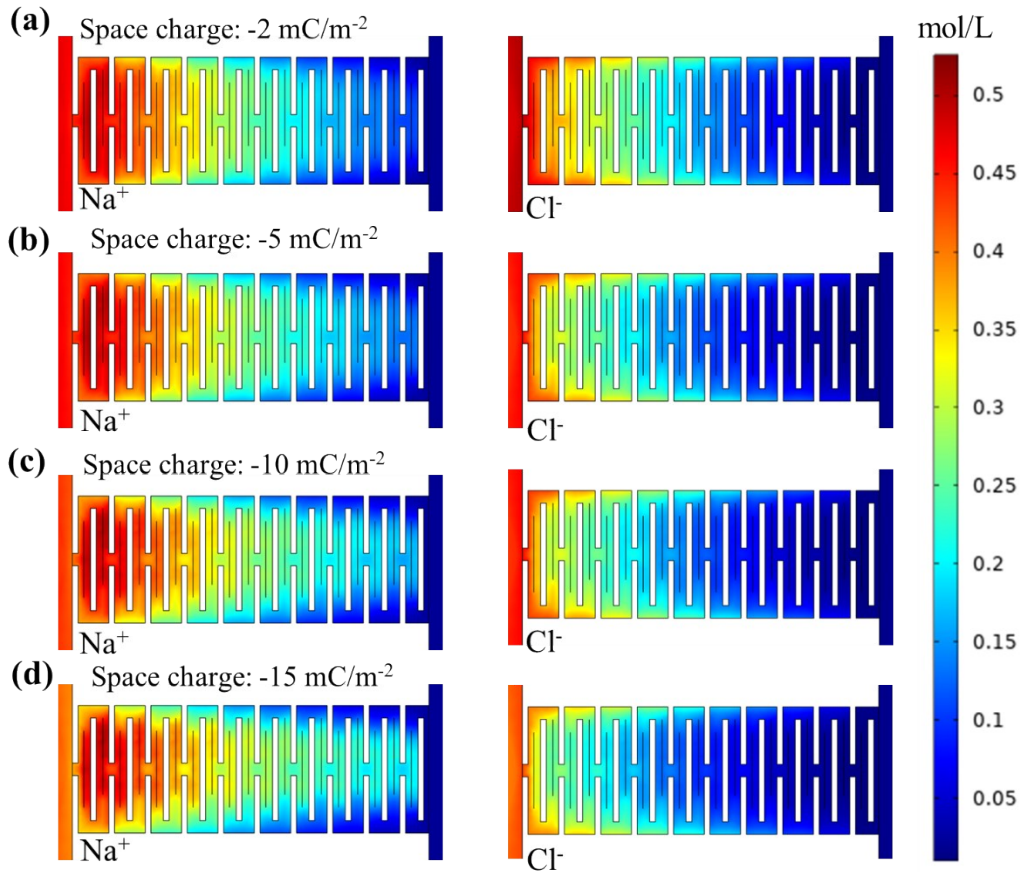 (a) Space charge: -2 mC/m⁻²
mol/L
Na⁺
Cl⁻
(b) Space charge: -5 mC/m⁻²
Na⁺
Cl⁻
(c) Space charge: -10 mC/m⁻²
Na⁺
Cl⁻
(d) Space charge: -15 mC/m⁻²
Na⁺
Cl⁻
0.5
0.45
0.4
0.35
0.3
0.25
0.2
0.15
0.1
0.05